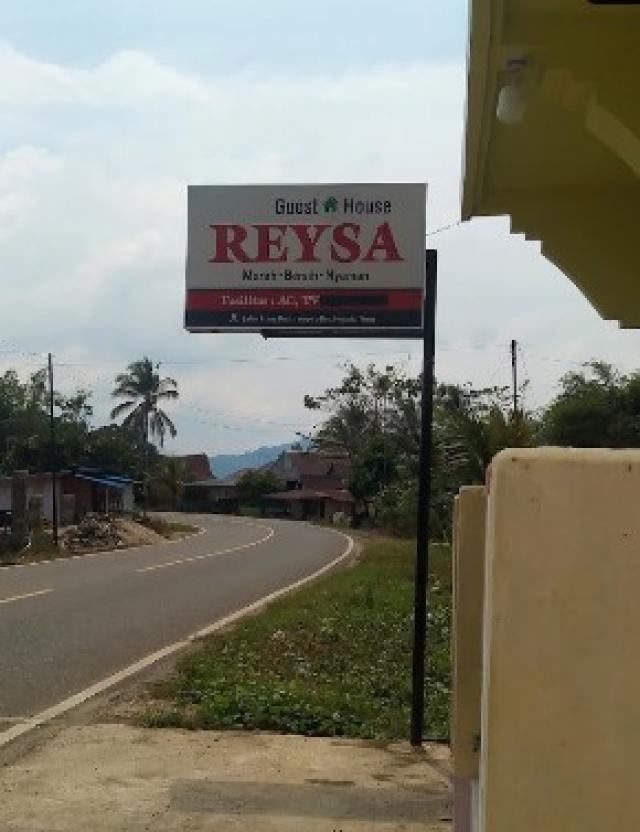 Guest House
REYSA
Murah • Bersih • Nyaman
Fasilitas : AC, TV